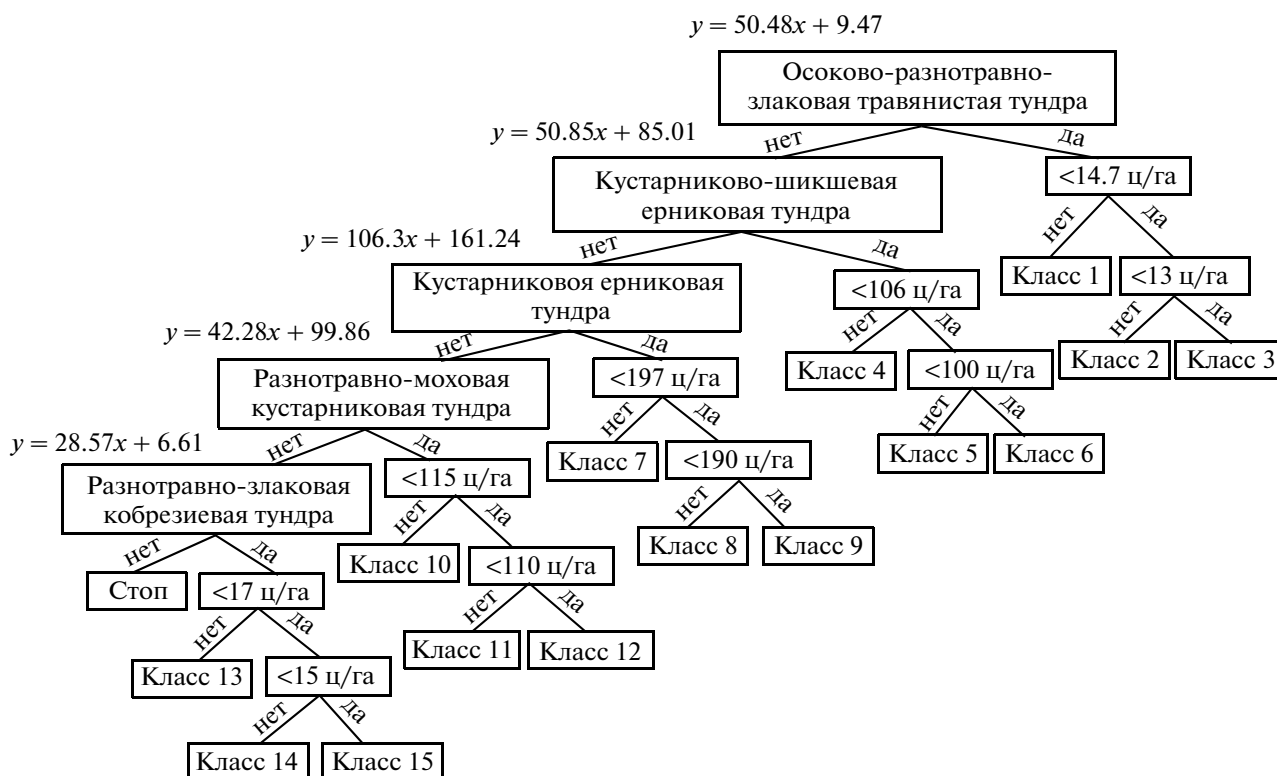 y = 50.48x + 9.47
Осоково-разнотравно-
злаковая травянистая тундра
y = 50.85x + 85.01
нет
да
Кустарниково-шикшевая
ерниковая тундра
<14.7 ц/га
y = 106.3x + 161.24
нет
да
нет
да
Кустарниковоя ерниковая
тундра
<106 ц/га
Класс 1
<13 ц/га
y = 42.28x + 99.86
нет
да
нет
да
нет
да
Разнотравно-моховая
кустарниковая тундра
<197 ц/га
Класс 4
<100 ц/га
Класс 2
Класс 3
y = 28.57x + 6.61
нет
да
нет
да
нет
да
Разнотравно-злаковая
кобрезиевая тундра
<115 ц/га
Класс 7
<190 ц/га
Класс 5
Класс 6
нет
да
нет
да
нет
да
Стоп
<17 ц/га
Класс 10
<110 ц/га
Класс 8
Класс 9
нет
да
нет
да
Класс 13
<15 ц/га
Класс 11
Класс 12
нет
да
Класс 14
Класс 15